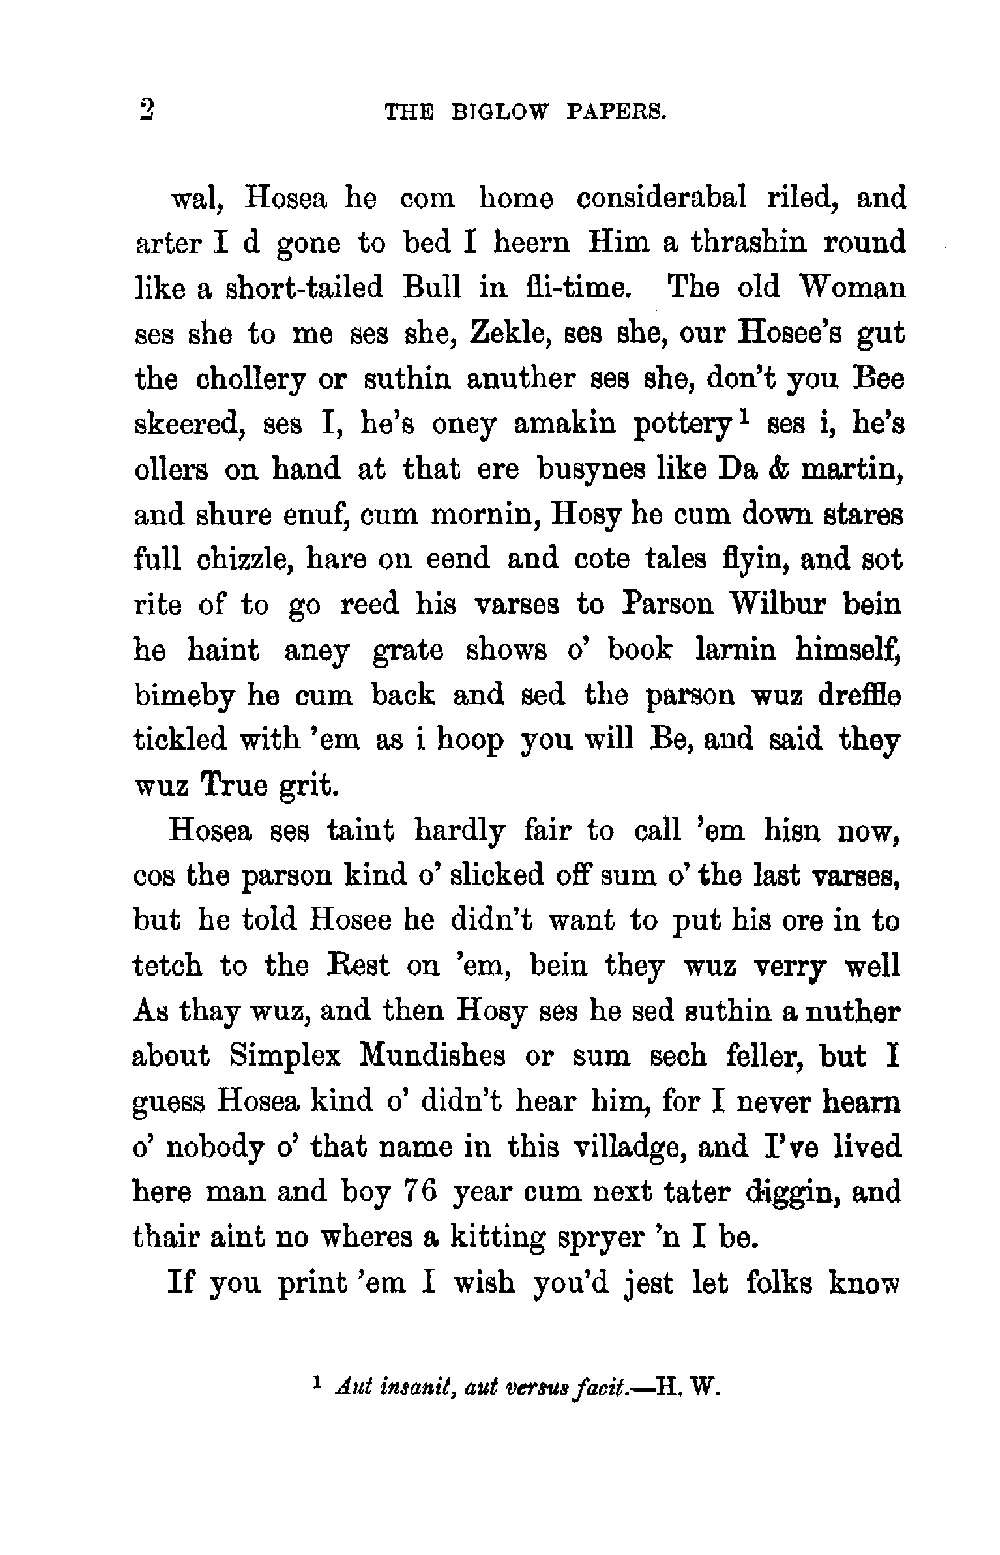 2 THE BIGLOW PAPERS.
wal, Hosea he com home considerabal riled, and
arter I d gone to bed I heern Him a thrashin round
like a short-tailed Bull in fli-time. The old Woman
ses she to me ses she, Zekle, ses she, our Hosee's gut
the chollery or suthin anuther ses she, don't you Bee
skeered, ses I, he's oney amakin pottery¹ ses i, he's
ollers on hand at that ere busynes like Da & martin,
and shure enuf, cum mornin, Hosy he cum down stares
full chizzle, hare on eend and cote tales flyin, and sot
rite of to go reed his varses to Parson Wilbur bein
he haint aney grate shows o' book larnin himself,
bimeby he cum back and sed the parson wuz dreffle
tickled with 'em as i hoop you will Be, and said they
wuz True grit.
Hosea ses taint hardly fair to call 'em hisn now,
cos the parson kind o' slicked off sum o' the last varses,
but he told Hosee he didn't want to put his ore in to
tetch to the Rest on 'em, bein they wuz verry well
As thay wuz, and then Hosy ses he sed suthin a nuther
about Simplex Mundishes or sum sech feller, but I
guess Hosea kind o' didn't hear him, for I never hearn
o' nobody o' that name in this villadge, and I've lived
here man and boy 76 year cum next tater diggin, and
thair aint no wheres a kitting spryer 'n I be.
If you print 'em I wish you'd jest let folks know
¹ Aut insanit, aut versus facit.—H. W.